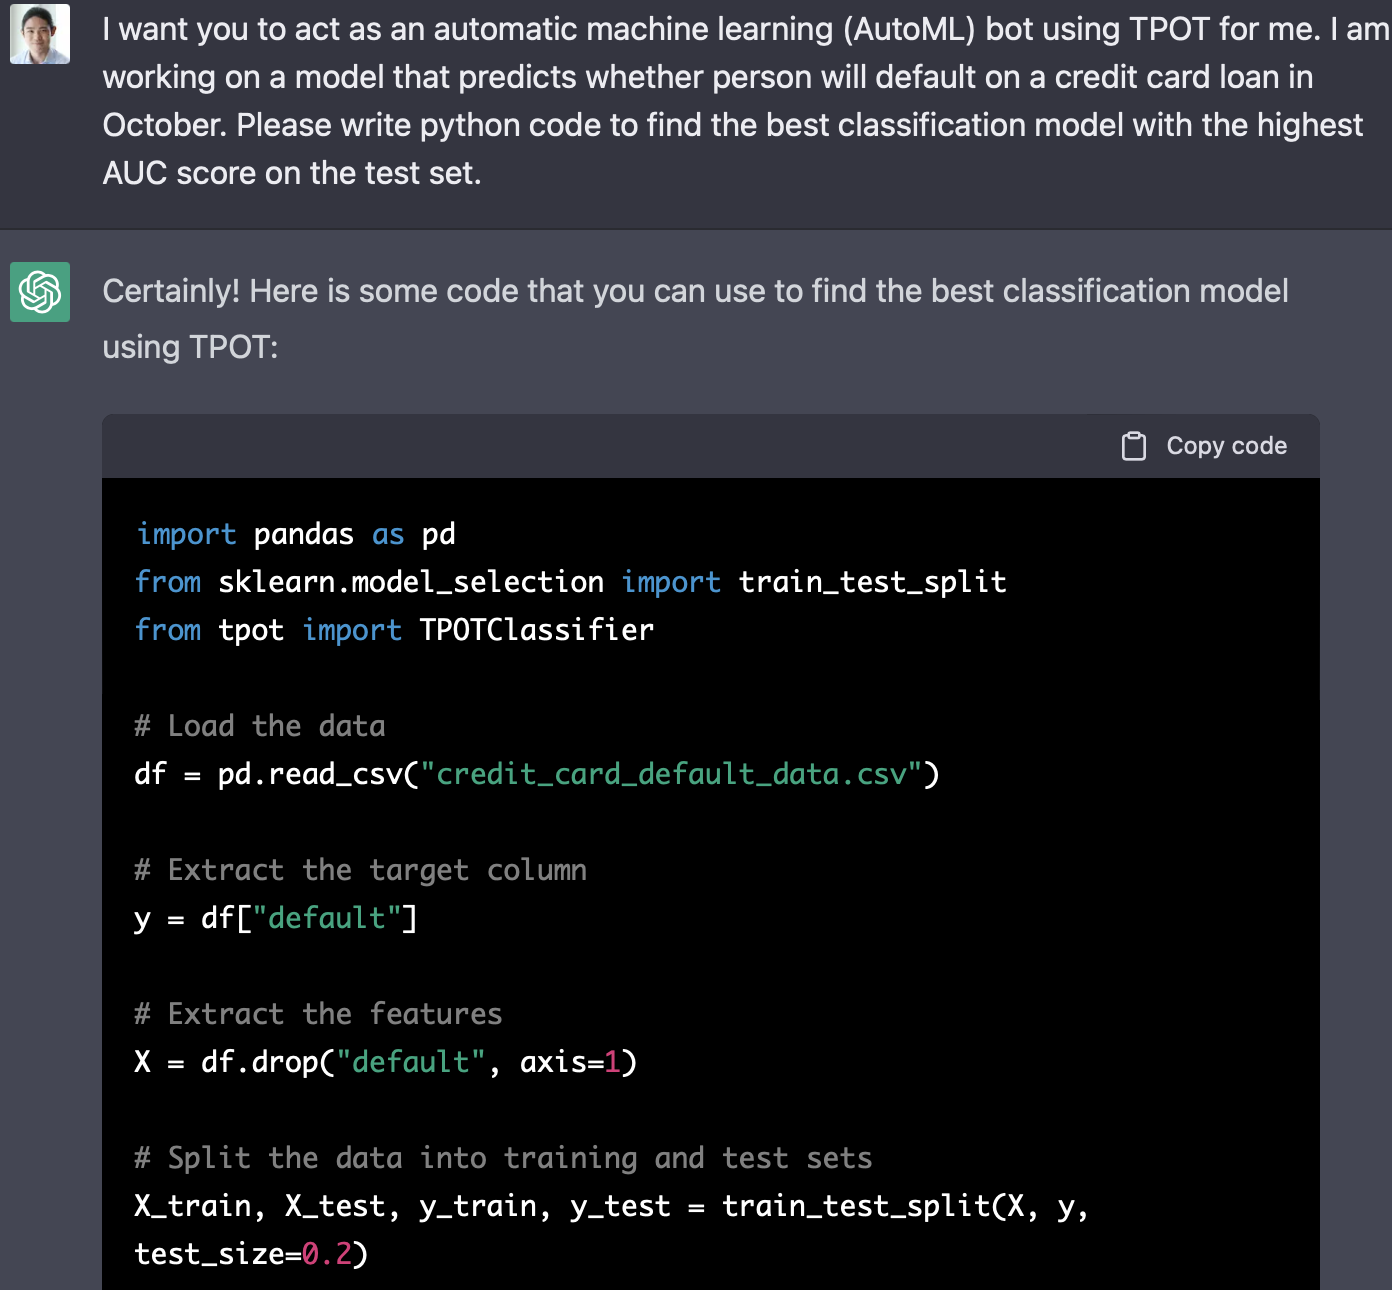 I want you to act as an automatic machine learning (AutoML) bot using TPOT for me. I am
working on a model that predicts whether person will default on a credit card loan in
October. Please write python code to find the best classification model with the highest
AUC score on the test set.
Certainly! Here is some code that you can use to find the best classification model
using TPOT:
Copy code
import pandas as pd
from sklearn.model_selection import train_test_split
from tpot import TPOTClassifier
# Load the data
df = pd.read_csv("credit_card_default_data.csv")
# Extract the target column
y = df["default"]
# Extract the features
X = df.drop("default", axis=1)
# Split the data into training and test sets
X_train, X_test, y_train, y_test = train_test_split(X, y,
test_size=0.2)